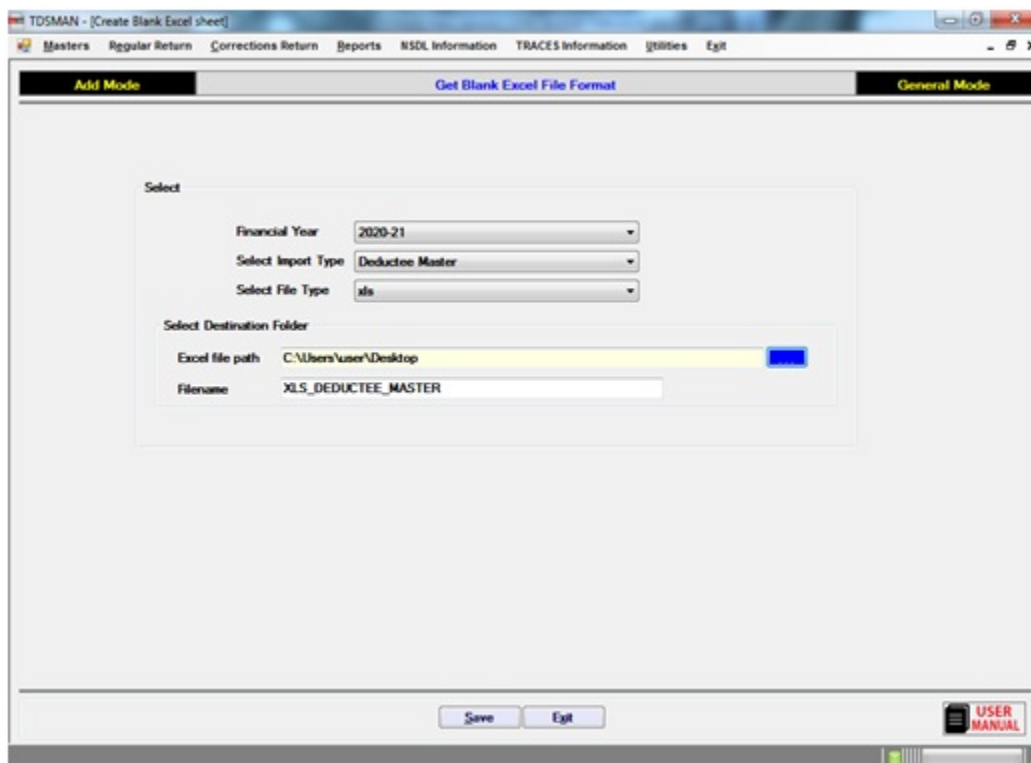 TDSMAN - [Create Blank Excel sheet]
Masters Regular Return Corrections Return Reports NSDL Information TRACES Information Utilities Exit
Add Mode Get Blank Excel File Format General Mode
Select
Financial Year 2020-21
Select Import Type Deductee Master
Select File Type xls
Select Destination Folder
Excel file path C:\Users\user\Desktop ...
Filename XLS_DEDUCTEE_MASTER
Save Exit USER MANUAL